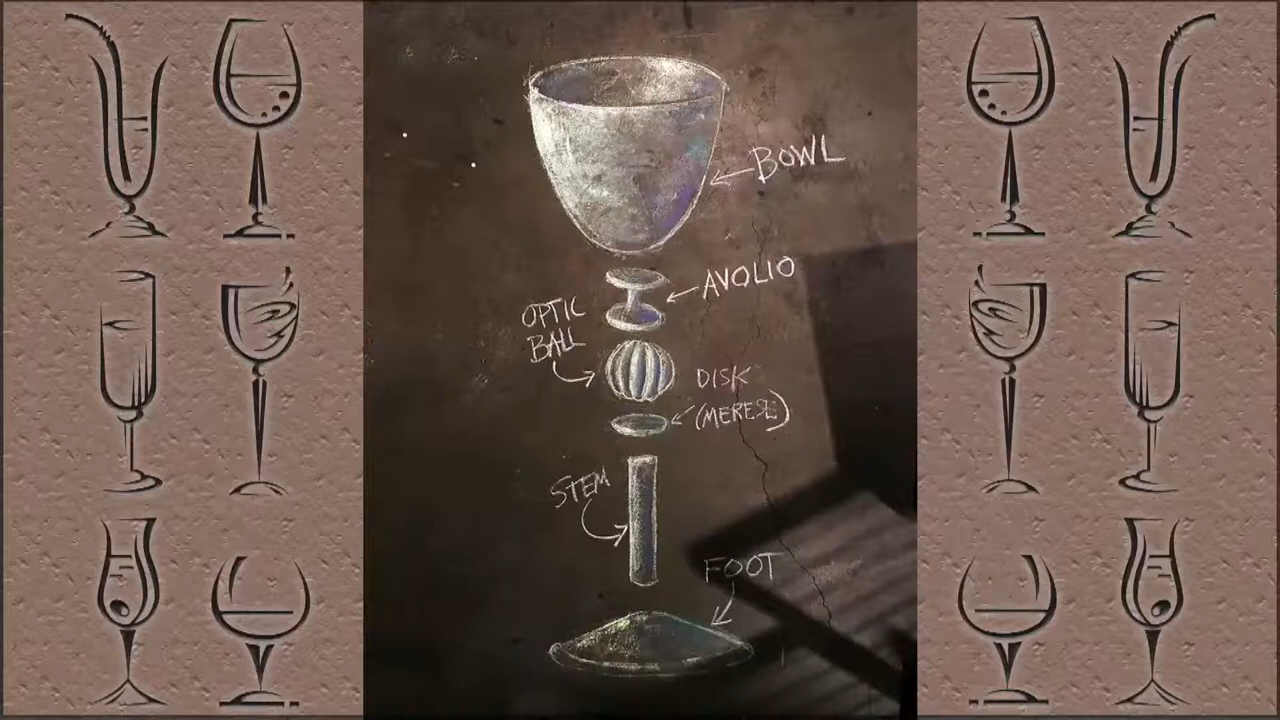 BOWL
AVOLIO
OPTIC
BALL
DISK
(MERESE)
STEM
FOOT